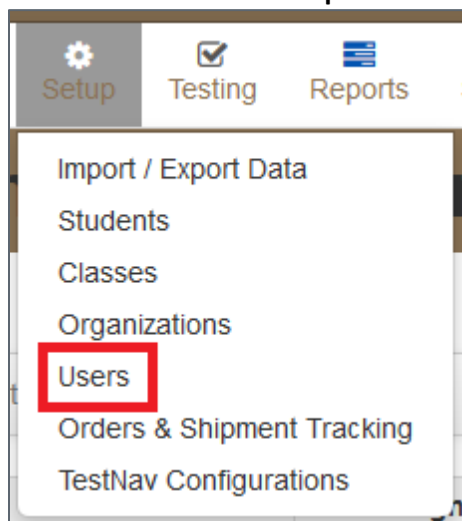 Setup
Testing
Reports
Import / Export Data
Students
Classes
Organizations
Users
Orders & Shipment Tracking
TestNav Configurations